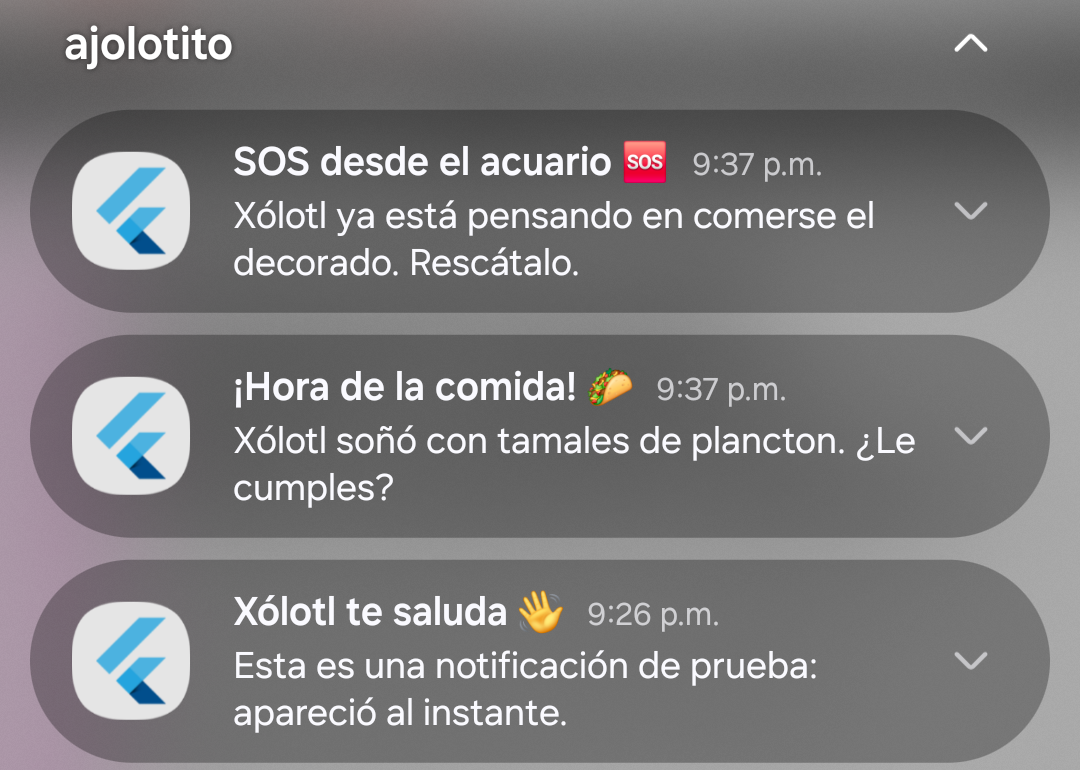 ajolotito
SOS desde el acuario 🆘 9:37 p.m.
Xólotl ya está pensando en comerse el
decorado. Rescátalo.
¡Hora de la comida! 🌮 9:37 p.m.
Xólotl soñó con tamales de plancton. ¿Le
cumples?
Xólotl te saluda 👋 9:26 p.m.
Esta es una notificación de prueba:
apareció al instante.